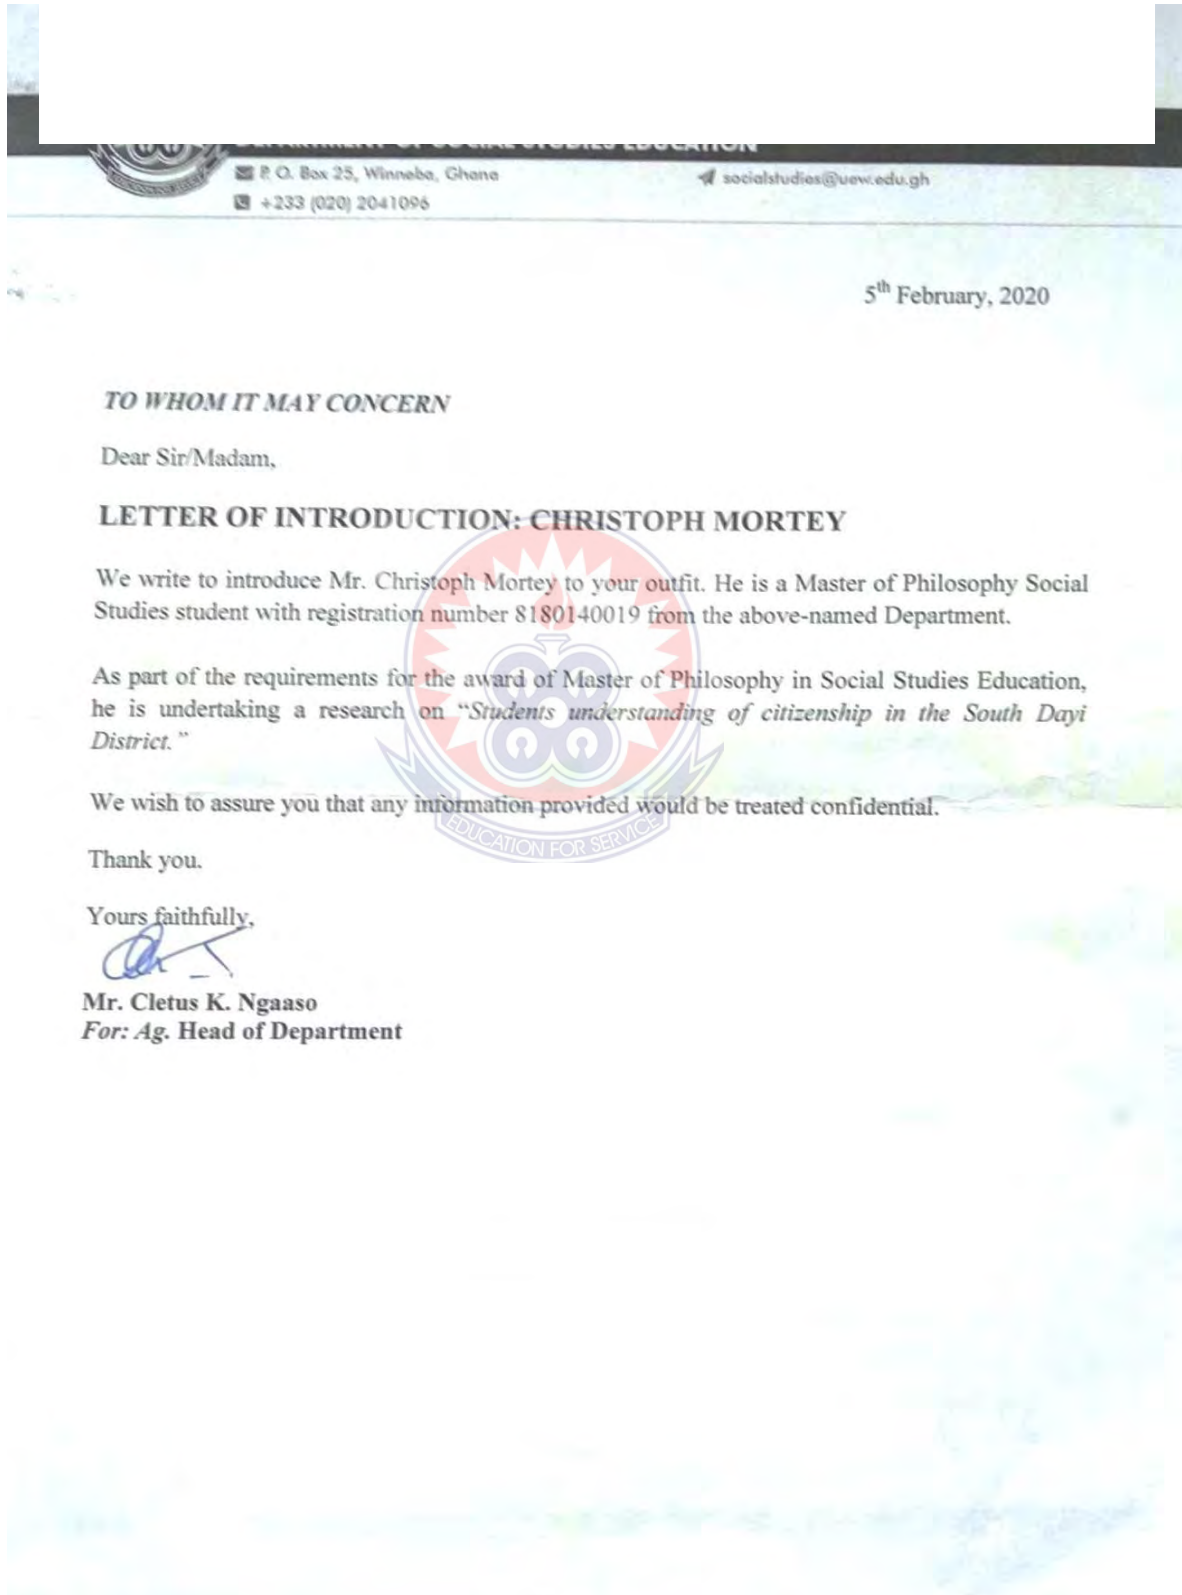 DEPARTMENT OF SOCIAL STUDIES EDUCATION
P. O. Box 25, Winneba, Ghana
socialstudies@uew.edu.gh
+233 (020) 2041096
5th February, 2020
TO WHOM IT MAY CONCERN
Dear Sir/Madam,
LETTER OF INTRODUCTION: CHRISTOPH MORTEY
We write to introduce Mr. Christoph Mortey to your outfit. He is a Master of Philosophy Social
Studies student with registration number 8180140019 from the above-named Department.
As part of the requirements for the award of Master of Philosophy in Social Studies Education,
he is undertaking a research on “Students understanding of citizenship in the South Dayi
District.”
We wish to assure you that any information provided would be treated confidential.
EDUCATION FOR SERVICE
Thank you.
Yours faithfully,
Mr. Cletus K. Ngaaso
For: Ag. Head of Department